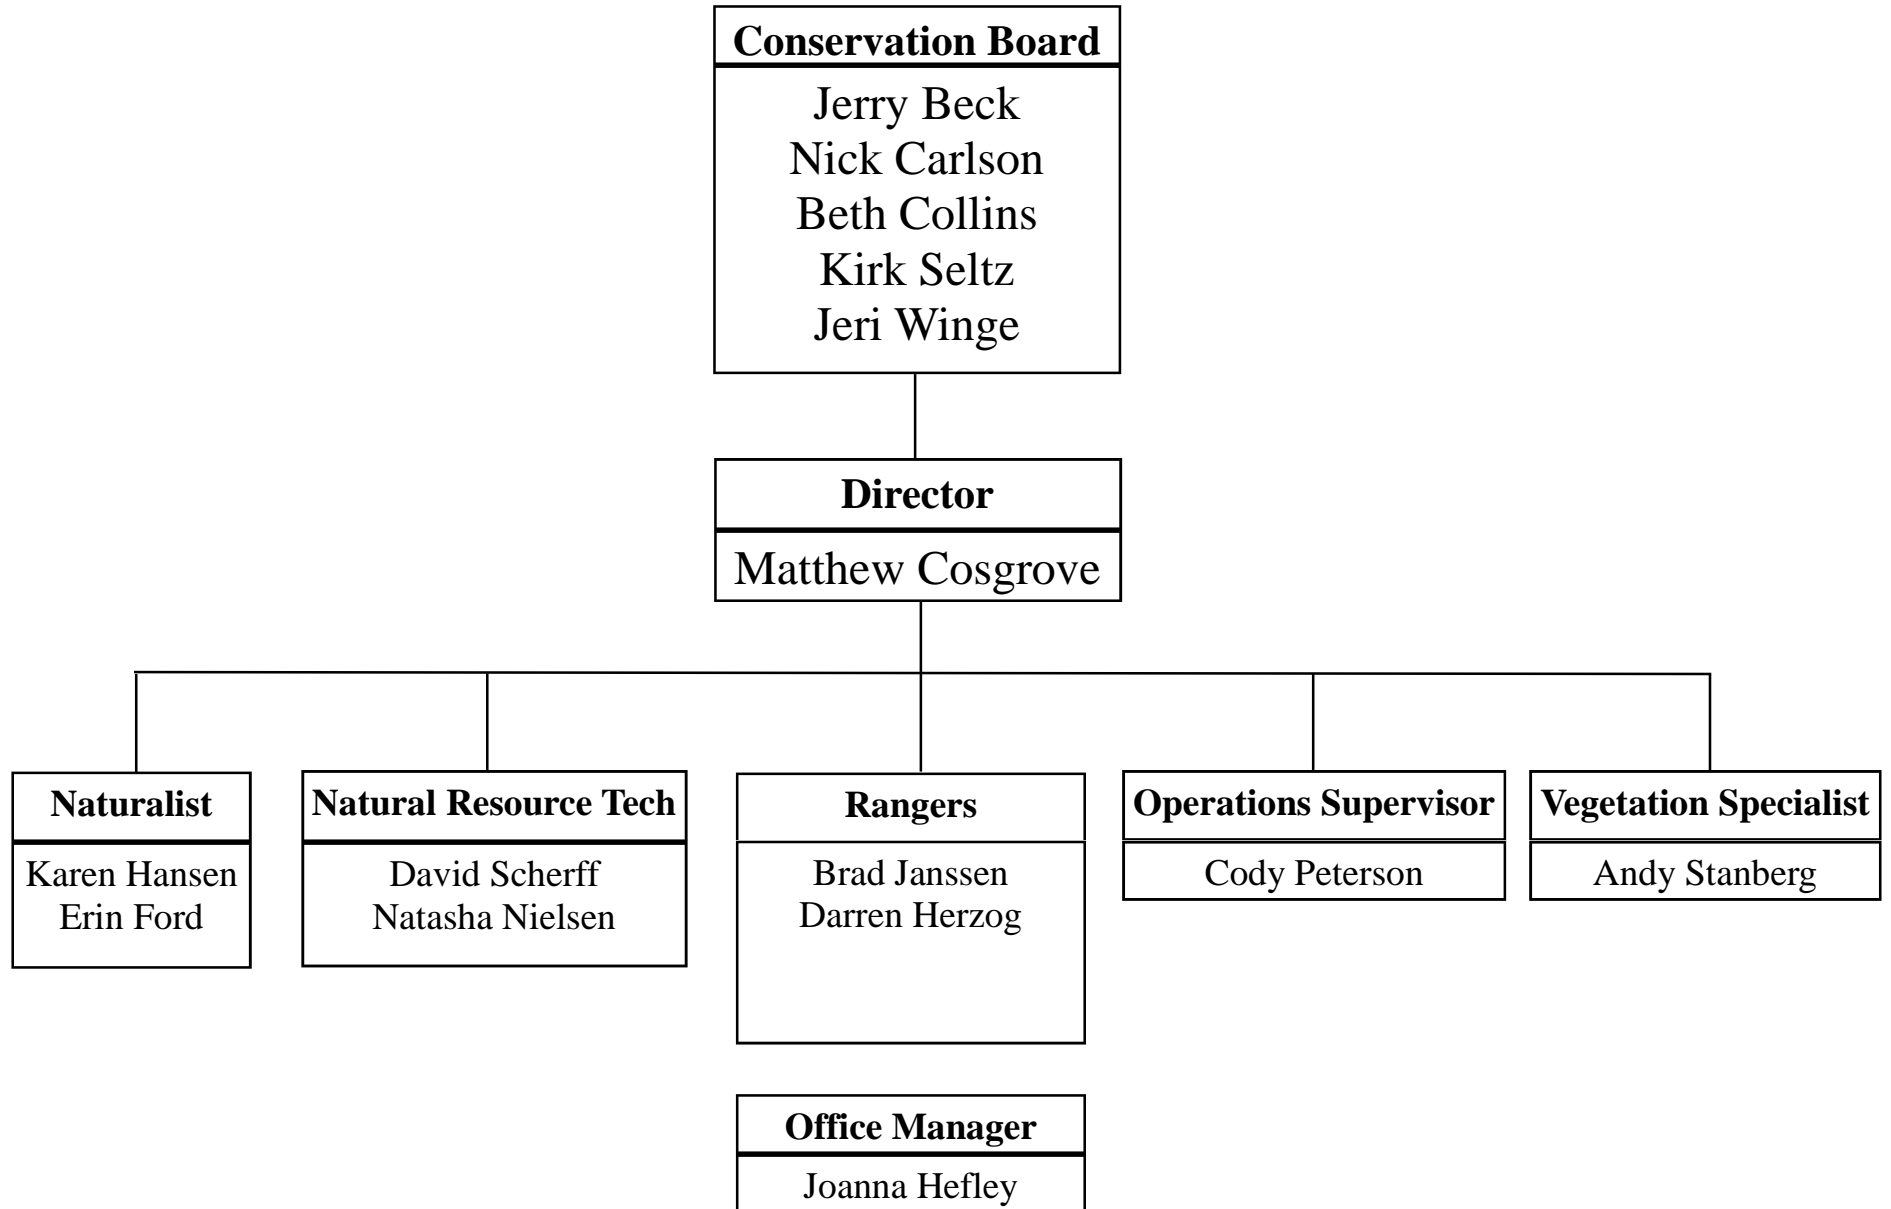 Conservation Board
Jerry Beck
Nick Carlson
Beth Collins
Kirk Seltz
Jeri Winge
Director
Matthew Cosgrove
Naturalist
Karen Hansen
Erin Ford
Natural Resource Tech
David Scherff
Natasha Nielsen
Rangers
Brad Janssen
Darren Herzog
Operations Supervisor
Cody Peterson
Vegetation Specialist
Andy Stanberg
Office Manager
Joanna Hefley